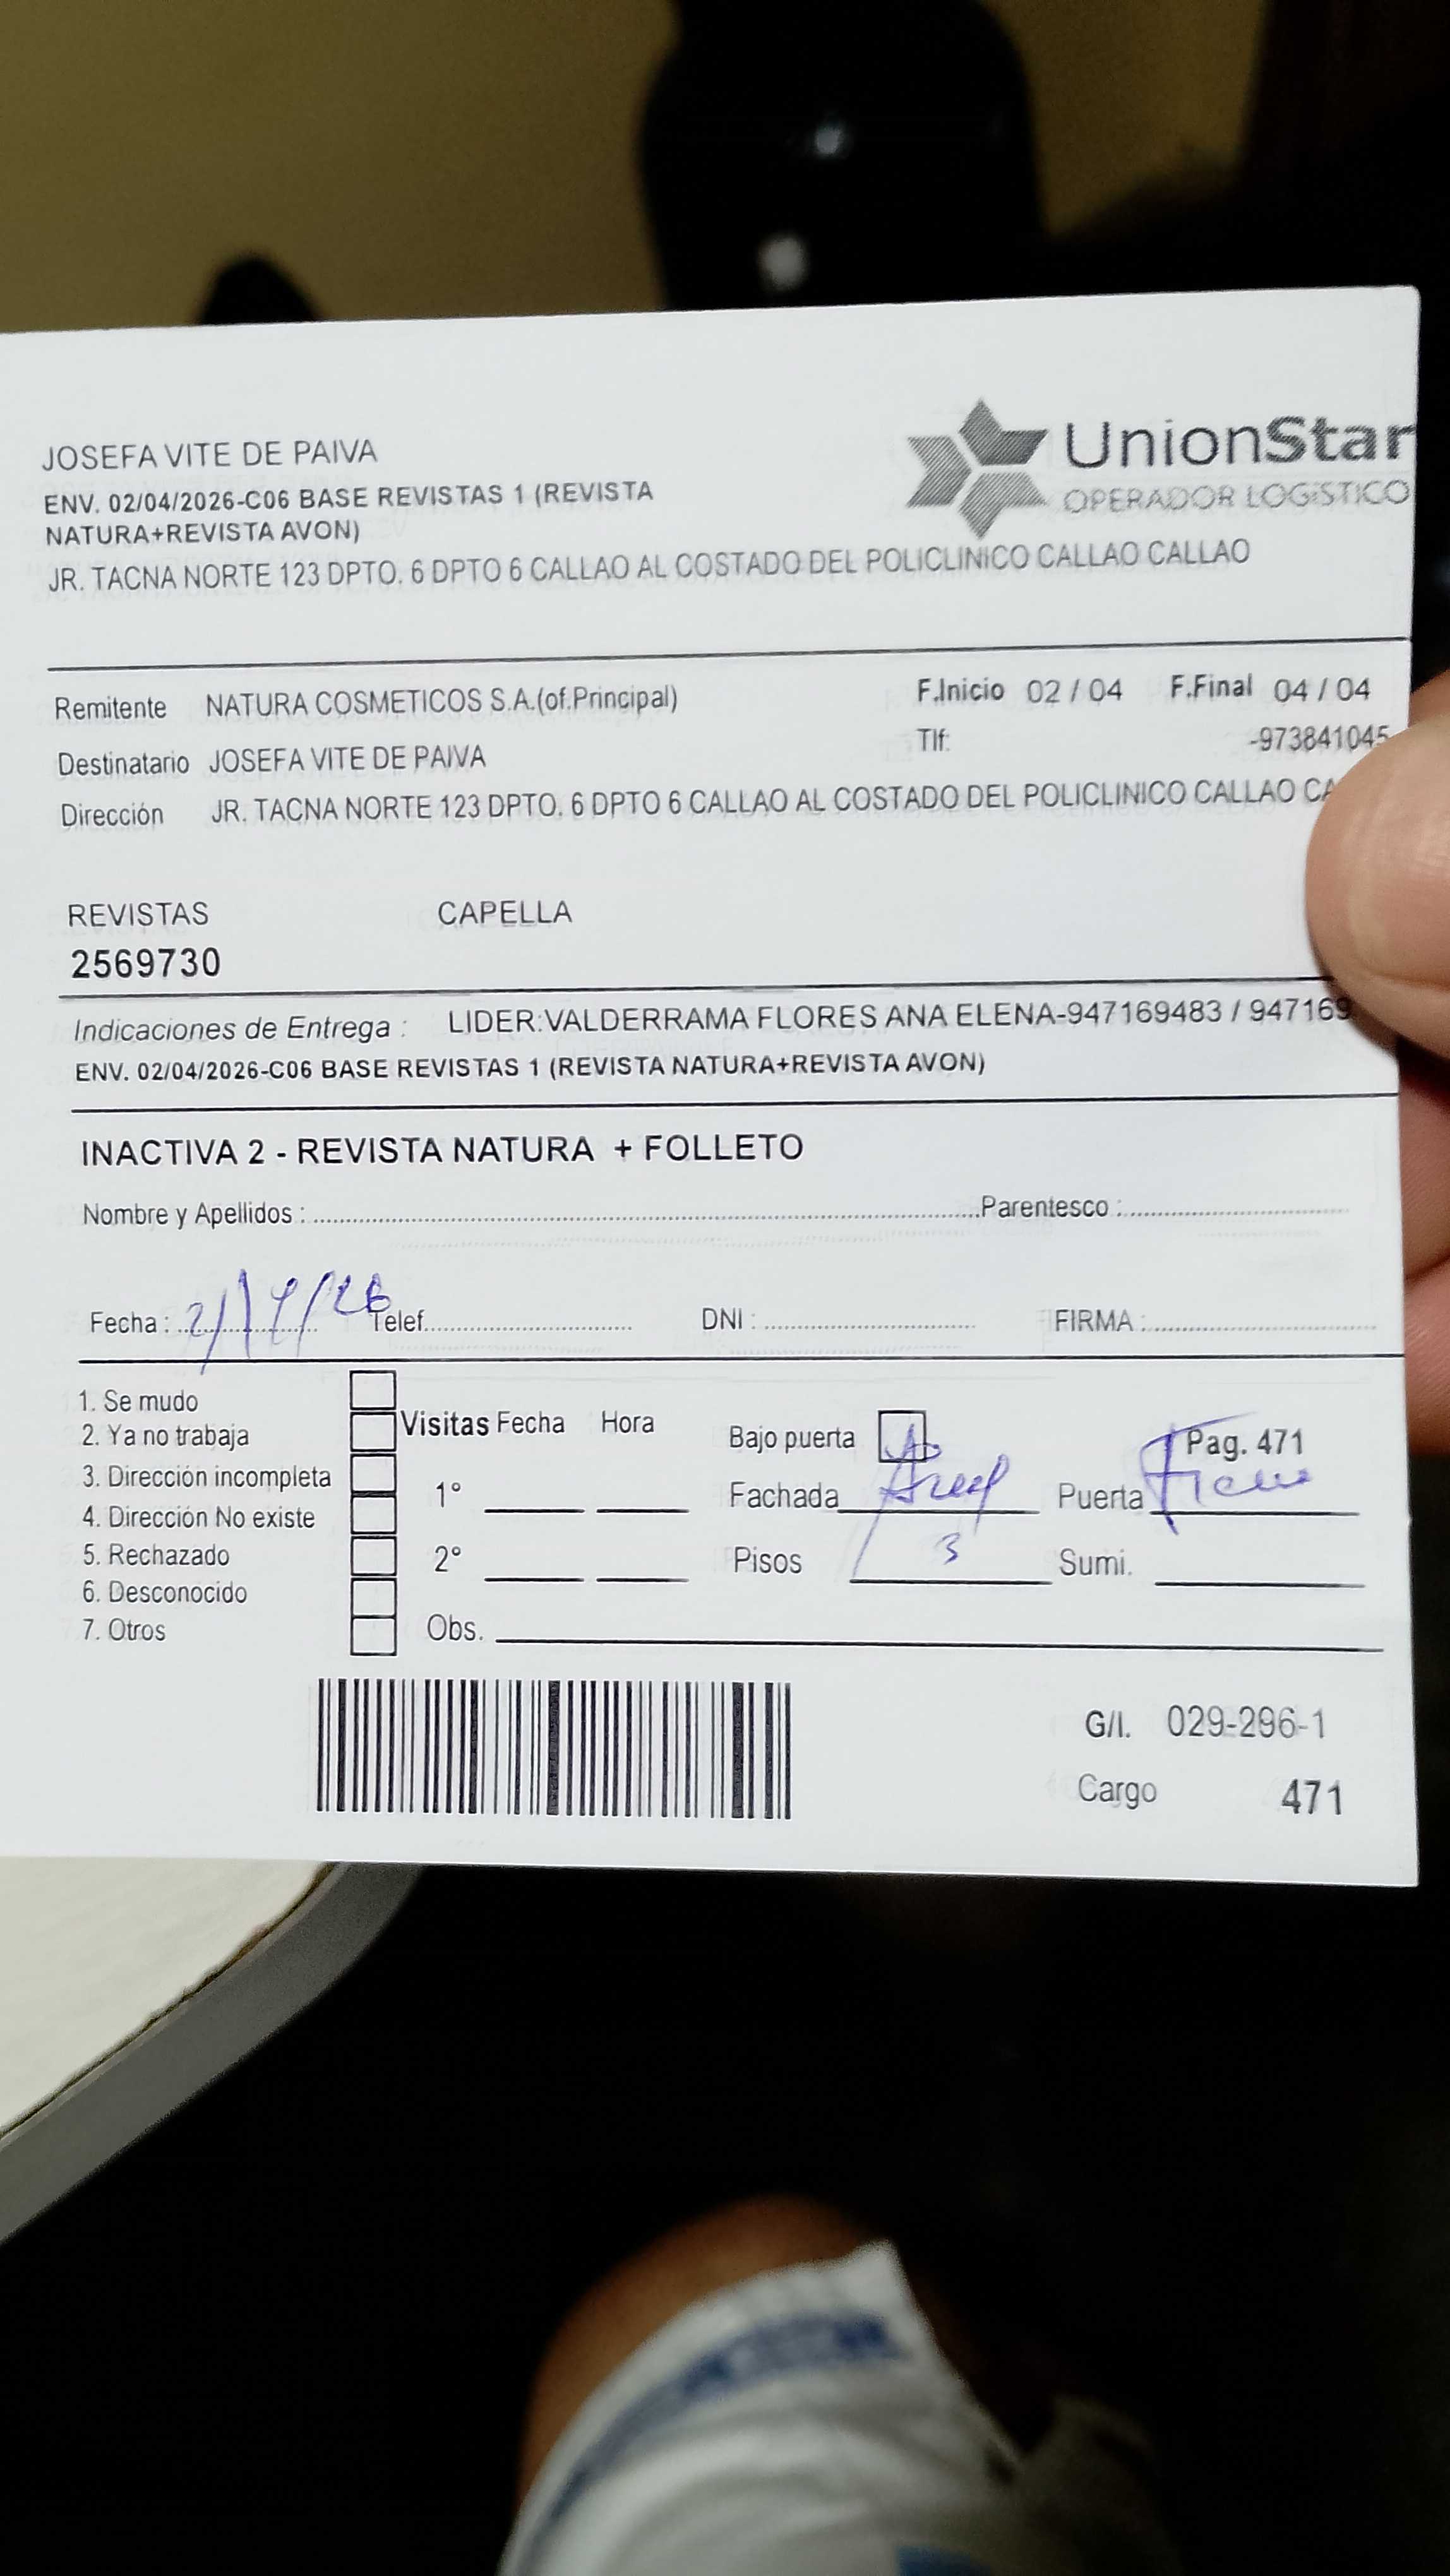 JOSEFA VITE DE PAIVA
UnionStar
OPERADOR LOGíSTICO
ENV. 02/04/2026-C06 BASE REVISTAS 1 (REVISTA
NATURA+REVISTA AVON)
JR. TACNA NORTE 123 DPTO. 6 DPTO 6 CALLAO AL COSTADO DEL POLICLINICO CALLAO CALLAO
Remitente NATURA COSMETICOS S.A.(of.Principal) F.Inicio 02 / 04 F.Final 04 / 04
Destinatario JOSEFA VITE DE PAIVA Tlf: -973841045
Dirección JR. TACNA NORTE 123 DPTO. 6 DPTO 6 CALLAO AL COSTADO DEL POLICLINICO CALLAO CA
REVISTAS CAPELLA
2569730
Indicaciones de Entrega : LIDER:VALDERRAMA FLORES ANA ELENA-947169483 / 947169
ENV. 02/04/2026-C06 BASE REVISTAS 1 (REVISTA NATURA+REVISTA AVON)
INACTIVA 2 - REVISTA NATURA + FOLLETO
Nombre y Apellidos : Parentesco :
Fecha : 2/4/26 Telef. DNI : FIRMA :
1. Se mudo
2. Ya no trabaja
3. Dirección incompleta
4. Dirección No existe
5. Rechazado
6. Desconocido
7. Otros
Visitas Fecha Hora
1°
2°
Obs.
Bajo puerta Pag. 471
Fachada Puerta
Pisos 3 Sumi.
G/I. 029-296-1
Cargo 471